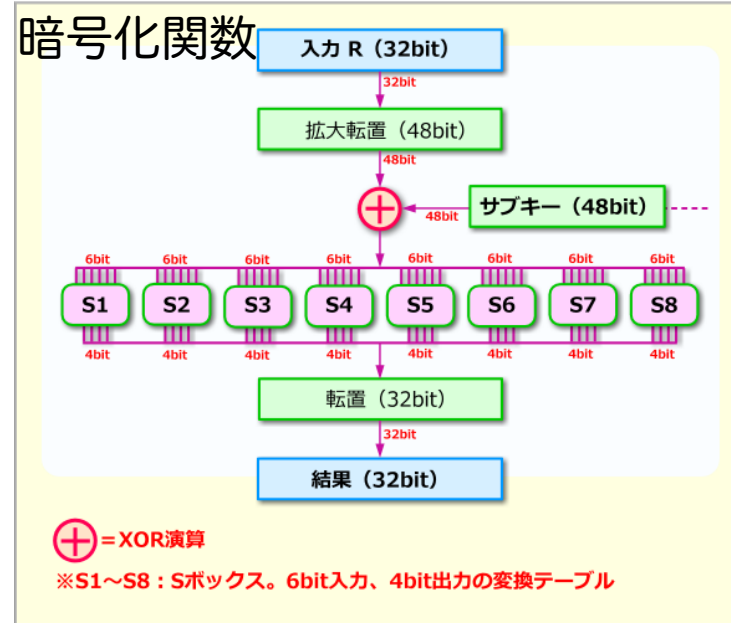 暗号化関数
入力 R（32bit）
32bit
拡大転置（48bit）
48bit
サブキー（48bit）
48bit
6bit 6bit 6bit 6bit 6bit 6bit 6bit 6bit
S1 S2 S3 S4 S5 S6 S7 S8
4bit 4bit 4bit 4bit 4bit 4bit 4bit 4bit
転置（32bit）
32bit
結果（32bit）
＋=XOR演算
※S1～S8：Sボックス。6bit入力、4bit出力の変換テーブル